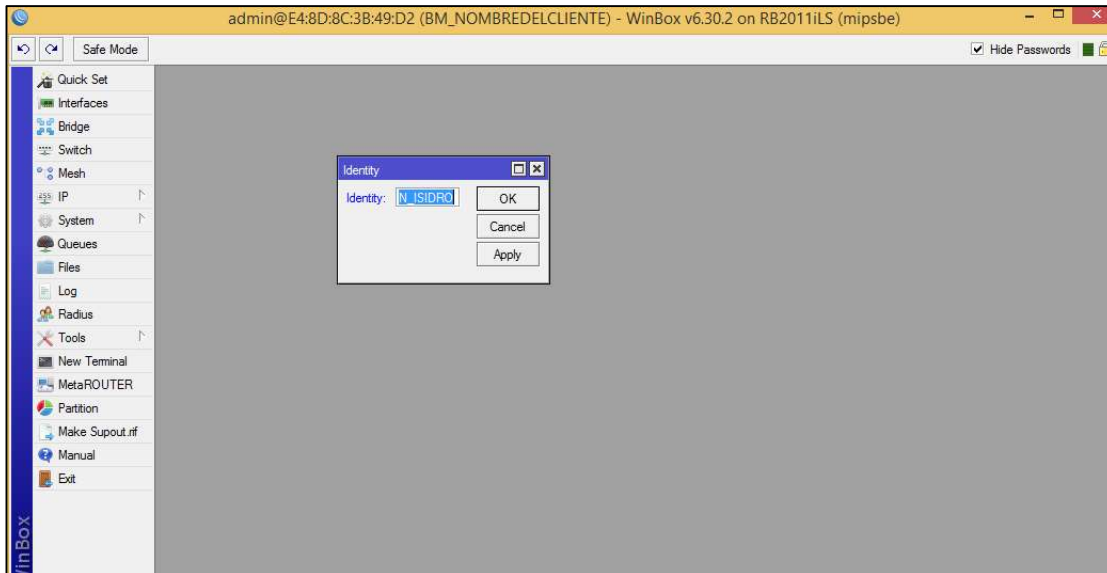 admin@E4:8D:8C:3B:49:D2 (BM_NOMBREDELCLIENTE) - WinBox v6.30.2 on RB2011iLS (mipsbe)
Safe Mode
Hide Passwords
Quick Set
Interfaces
Bridge
Switch
Mesh
IP
System
Queues
Files
Log
Radius
Tools
New Terminal
MetaROUTER
Partition
Make Supout.rif
Manual
Exit
Identity
Identity: N_ISIDRO OK
Cancel
Apply
WinBox